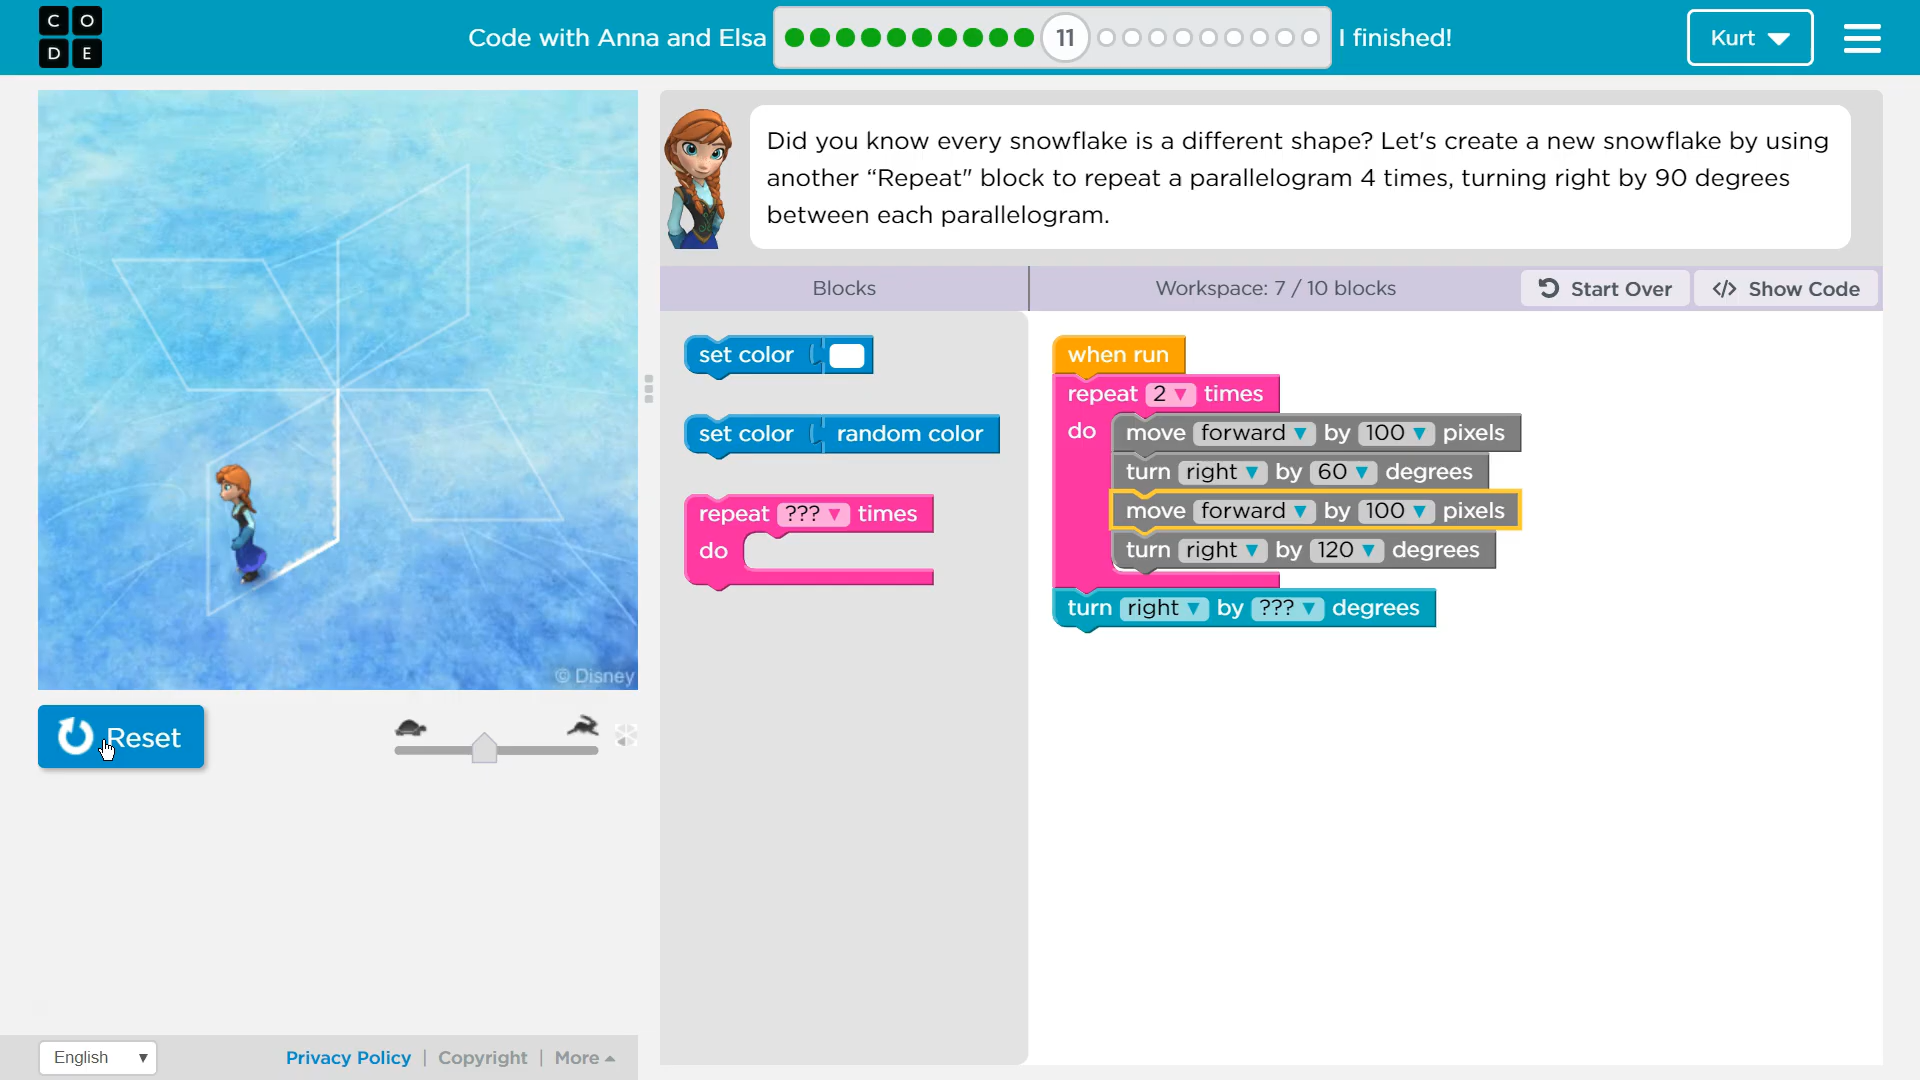 C O
D E
Code with Anna and Elsa
11
I finished!
Kurt
Did you know every snowflake is a different shape? Let's create a new snowflake by using
another “Repeat" block to repeat a parallelogram 4 times, turning right by 90 degrees
between each parallelogram.
Blocks
Workspace: 7 / 10 blocks
Start Over
</> Show Code
set color
set color random color
repeat ??? times
do
when run
repeat 2 times
do
move forward by 100 pixels
turn right by 60 degrees
move forward by 100 pixels
turn right by 120 degrees
turn right by ??? degrees
© Disney
Reset
English
Privacy Policy | Copyright | More